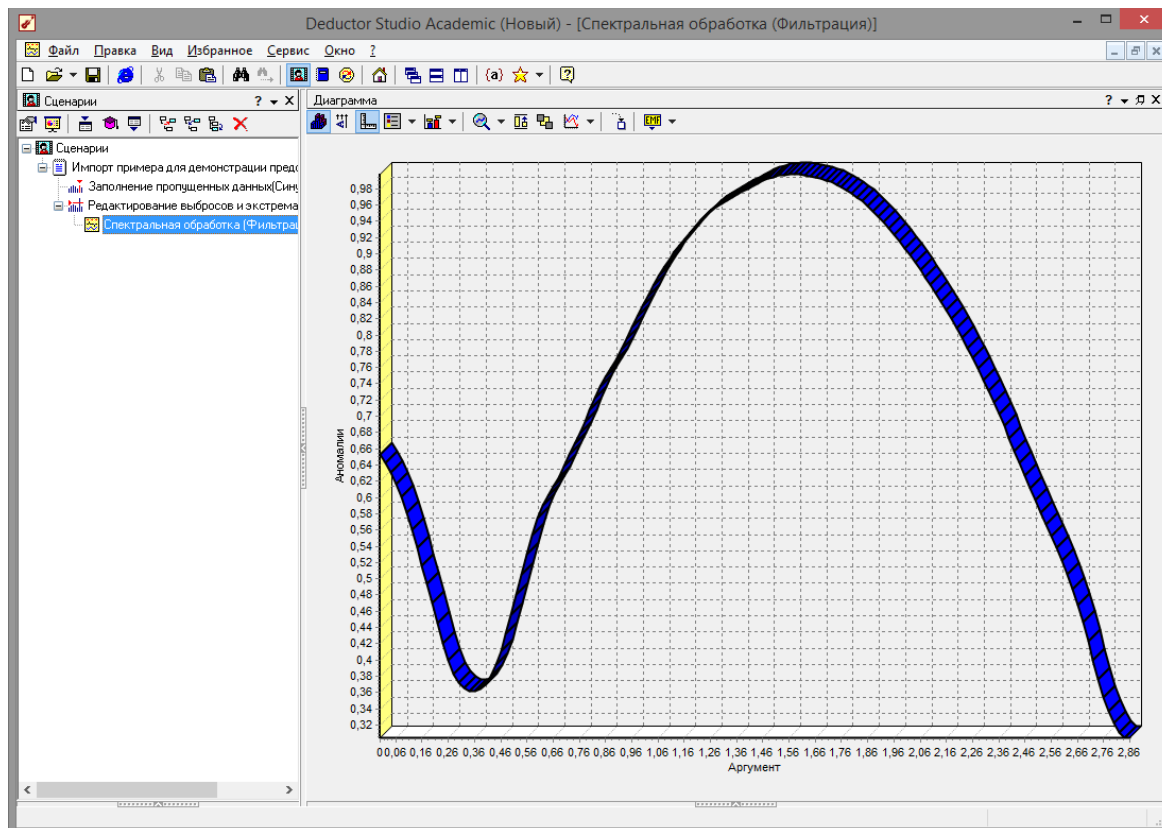 Deductor Studio Academic (Новый) - [Спектральная обработка (Фильтрация)]
Файл Правка Вид Избранное Сервис Окно ?
Сценарии
Диаграмма
EMF
Сценарии
Импорт примера для демонстрации
Заполнение пропущенных данных
Редактирование выбросов и
Спектральная обработка
0,98
0,96
0,94
0,92
0,9
0,88
0,86
0,84
0,82
0,8
0,78
0,76
0,74
0,72
0,7
0,68
0,66
0,64
0,62
0,6
0,58
0,56
0,54
0,52
0,5
0,48
0,46
0,44
0,42
0,4
0,38
0,36
0,34
0,32
Аномалии
0 0,06 0,16 0,26 0,36 0,46 0,56 0,66 0,76 0,86 0,96 1,06 1,16 1,26 1,36 1,46 1,56 1,66 1,76 1,86 1,96 2,06 2,16 2,26 2,36 2,46 2,56 2,66 2,76 2,86
Аргумент